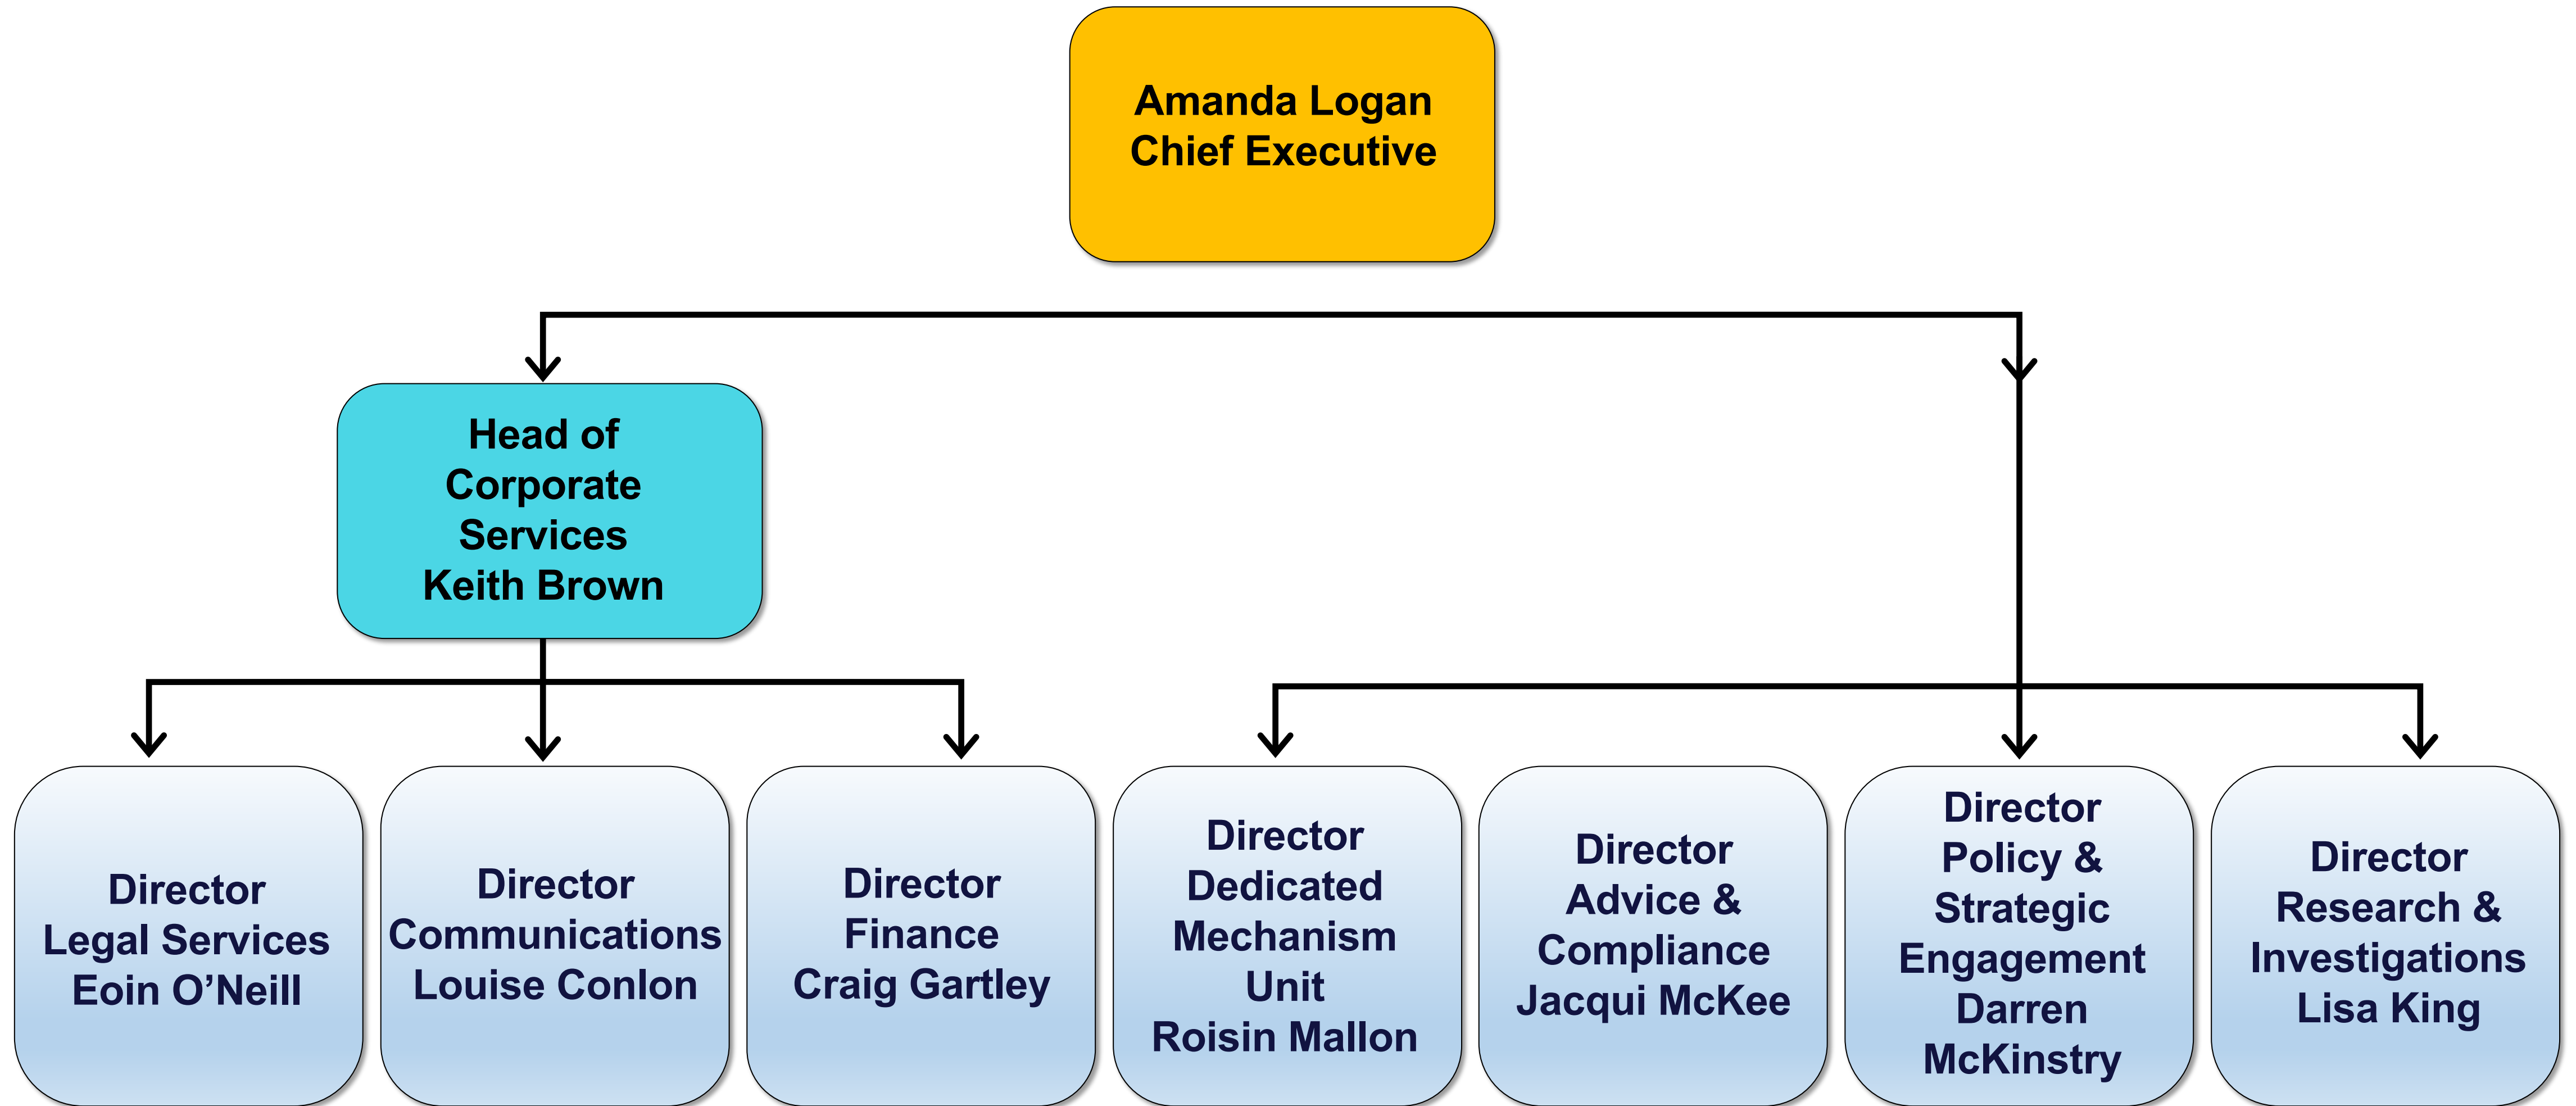 Amanda Logan
Chief Executive
Head of
Corporate
Services
Keith Brown
Director
Legal Services
Eoin O’Neill
Director
Communications
Louise Conlon
Director
Finance
Craig Gartley
Director
Dedicated
Mechanism
Unit
Roisin Mallon
Director
Advice &
Compliance
Jacqui McKee
Director
Policy &
Strategic
Engagement
Darren
McKinstry
Director
Research &
Investigations
Lisa King